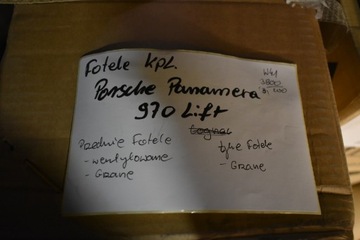 Fotele kpl.
Porsche Panamera
970 Lift
Przednie Fotele
- wentylowane
- Grzane
tylne Fotele
- Grzane